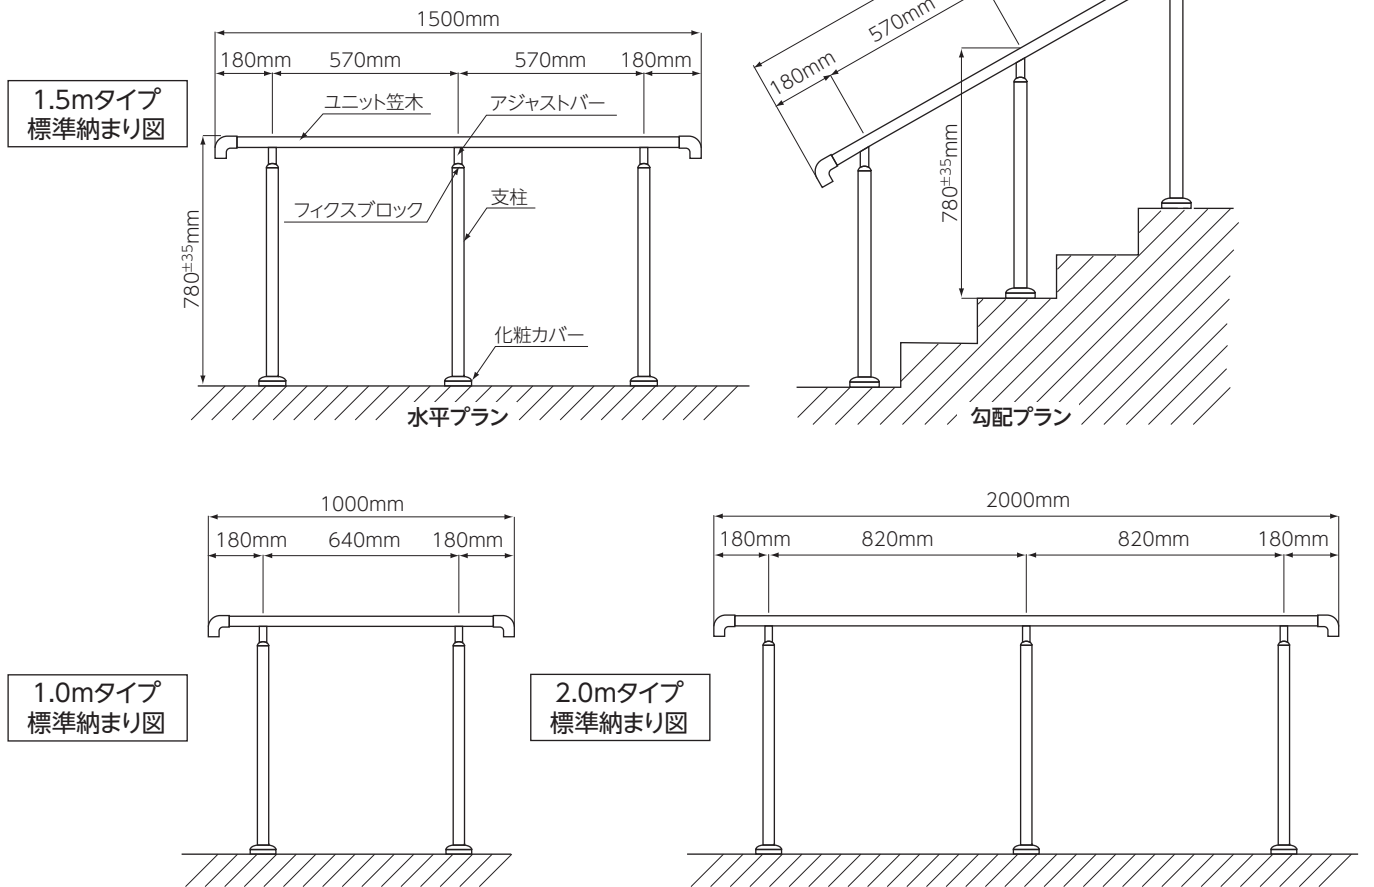 1500mm
180mm 570mm 570mm 180mm
1.5mタイプ
標準納まり図
ユニット笠木
アジャストバー
フィクスブロック
支柱
780±35mm
化粧カバー
水平プラン
180mm
570mm
780±35mm
勾配プラン
1000mm
180mm 640mm 180mm
1.0mタイプ
標準納まり図
2000mm
180mm 820mm 820mm 180mm
2.0mタイプ
標準納まり図